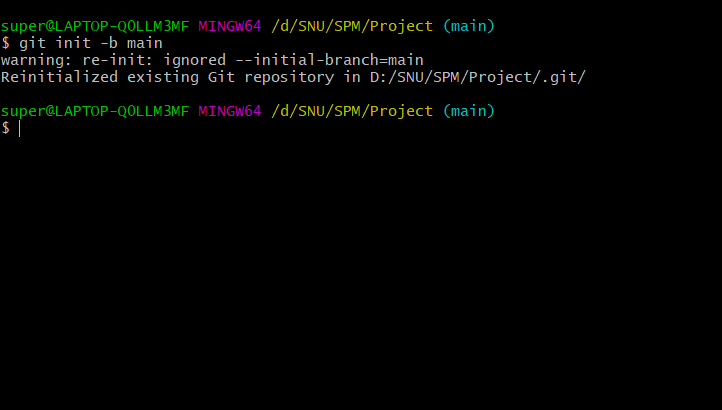 super@LAPTOP-Q0LLM3MF MINGW64 /d/SNU/SPM/Project (main)
$ git init -b main
warning: re-init: ignored --initial-branch=main
Reinitialized existing Git repository in D:/SNU/SPM/Project/.git/
super@LAPTOP-Q0LLM3MF MINGW64 /d/SNU/SPM/Project (main)
$